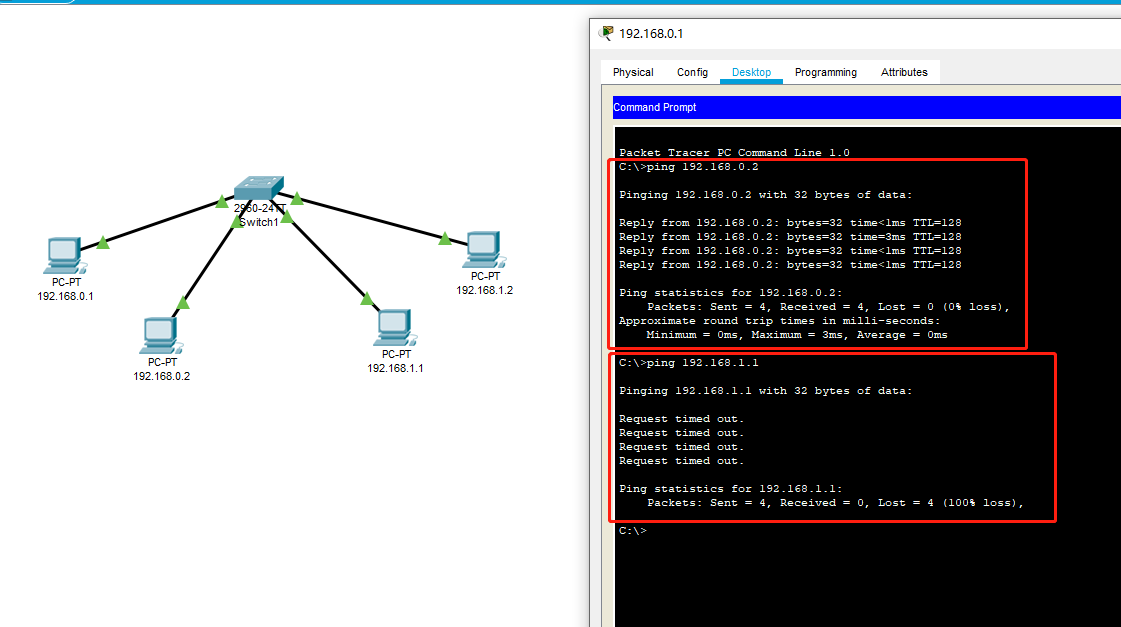 192.168.0.1
Physical Config Desktop Programming Attributes
Command Prompt
Packet Tracer PC Command Line 1.0
C:\>ping 192.168.0.2
Pinging 192.168.0.2 with 32 bytes of data:
Reply from 192.168.0.2: bytes=32 time<1ms TTL=128
Reply from 192.168.0.2: bytes=32 time=3ms TTL=128
Reply from 192.168.0.2: bytes=32 time<1ms TTL=128
Reply from 192.168.0.2: bytes=32 time<1ms TTL=128
Ping statistics for 192.168.0.2:
Packets: Sent = 4, Received = 4, Lost = 0 (0% loss),
Approximate round trip times in milli-seconds:
Minimum = 0ms, Maximum = 3ms, Average = 0ms
C:\>ping 192.168.1.1
Pinging 192.168.1.1 with 32 bytes of data:
Request timed out.
Request timed out.
Request timed out.
Request timed out.
Ping statistics for 192.168.1.1:
Packets: Sent = 4, Received = 0, Lost = 4 (100% loss),
C:\>
2960-24TT
Switch1
PC-PT
192.168.0.1
PC-PT
192.168.0.2
PC-PT
192.168.1.1
PC-PT
192.168.1.2